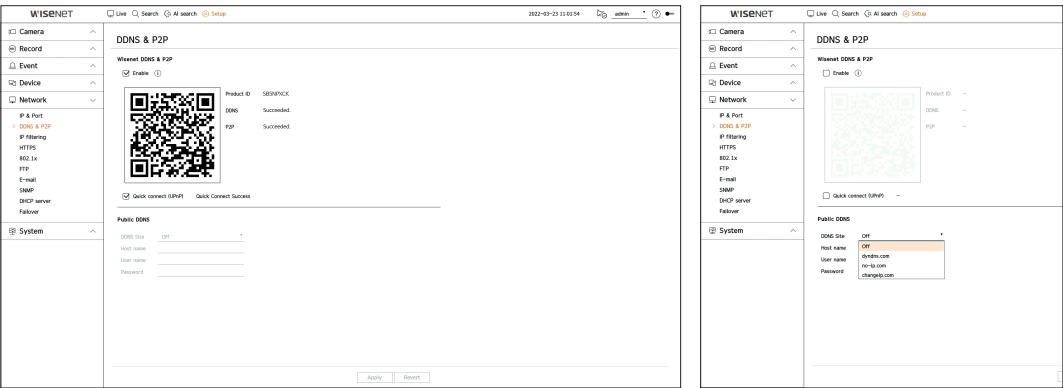 WISENET Live Search AI search Setup 2022-03-23 11:01:54 admin ?
Camera
Record
Event
Device
Network
IP & Port
> DDNS & P2P
IP filtering
HTTPS
802.1x
FTP
E-mail
SNMP
DHCP server
Failover
System
DDNS & P2P
Wisenet DDNS & P2P
Enable
Product ID SBSNPXCK
DDNS Succeeded.
P2P Succeeded.
Quick connect (UPnP) Quick Connect Success
Public DDNS
DDNS Site Off
Host name
User name
Password
Apply Revert
WISENET Live Search AI search Setup
Camera
Record
Event
Device
Network
IP & Port
> DDNS & P2P
IP filtering
HTTPS
802.1x
FTP
E-mail
SNMP
DHCP server
Failover
System
DDNS & P2P
Wisenet DDNS & P2P
Enable
Product ID -
DDNS -
P2P -
Quick connect (UPnP) -
Public DDNS
DDNS Site Off
Host name Off
User name dyndns.com
no-ip.com
Password changeip.com